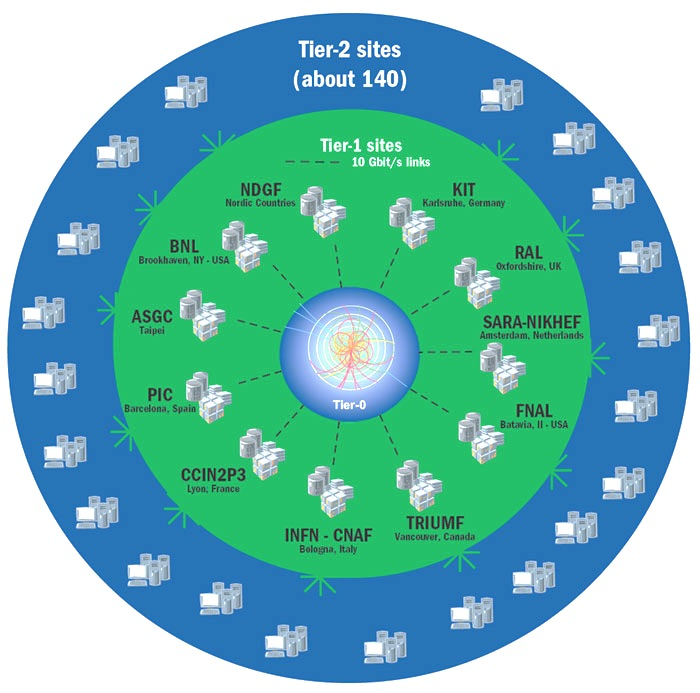 Tier-2 sites
(about 140)
Tier-1 sites
10 Gbit/s links
NDGF
Nordic Countries
KIT
Karlsruhe, Germany
BNL
Brookhaven, NY - USA
RAL
Oxfordshire, UK
ASGC
Taipei
SARA-NIKHEF
Amsterdam, Netherlands
PIC
Barcelona, Spain
Tier-0
FNAL
Batavia, Il - USA
CCIN2P3
Lyon, France
INFN - CNAF
Bologna, Italy
TRIUMF
Vancouver, Canada